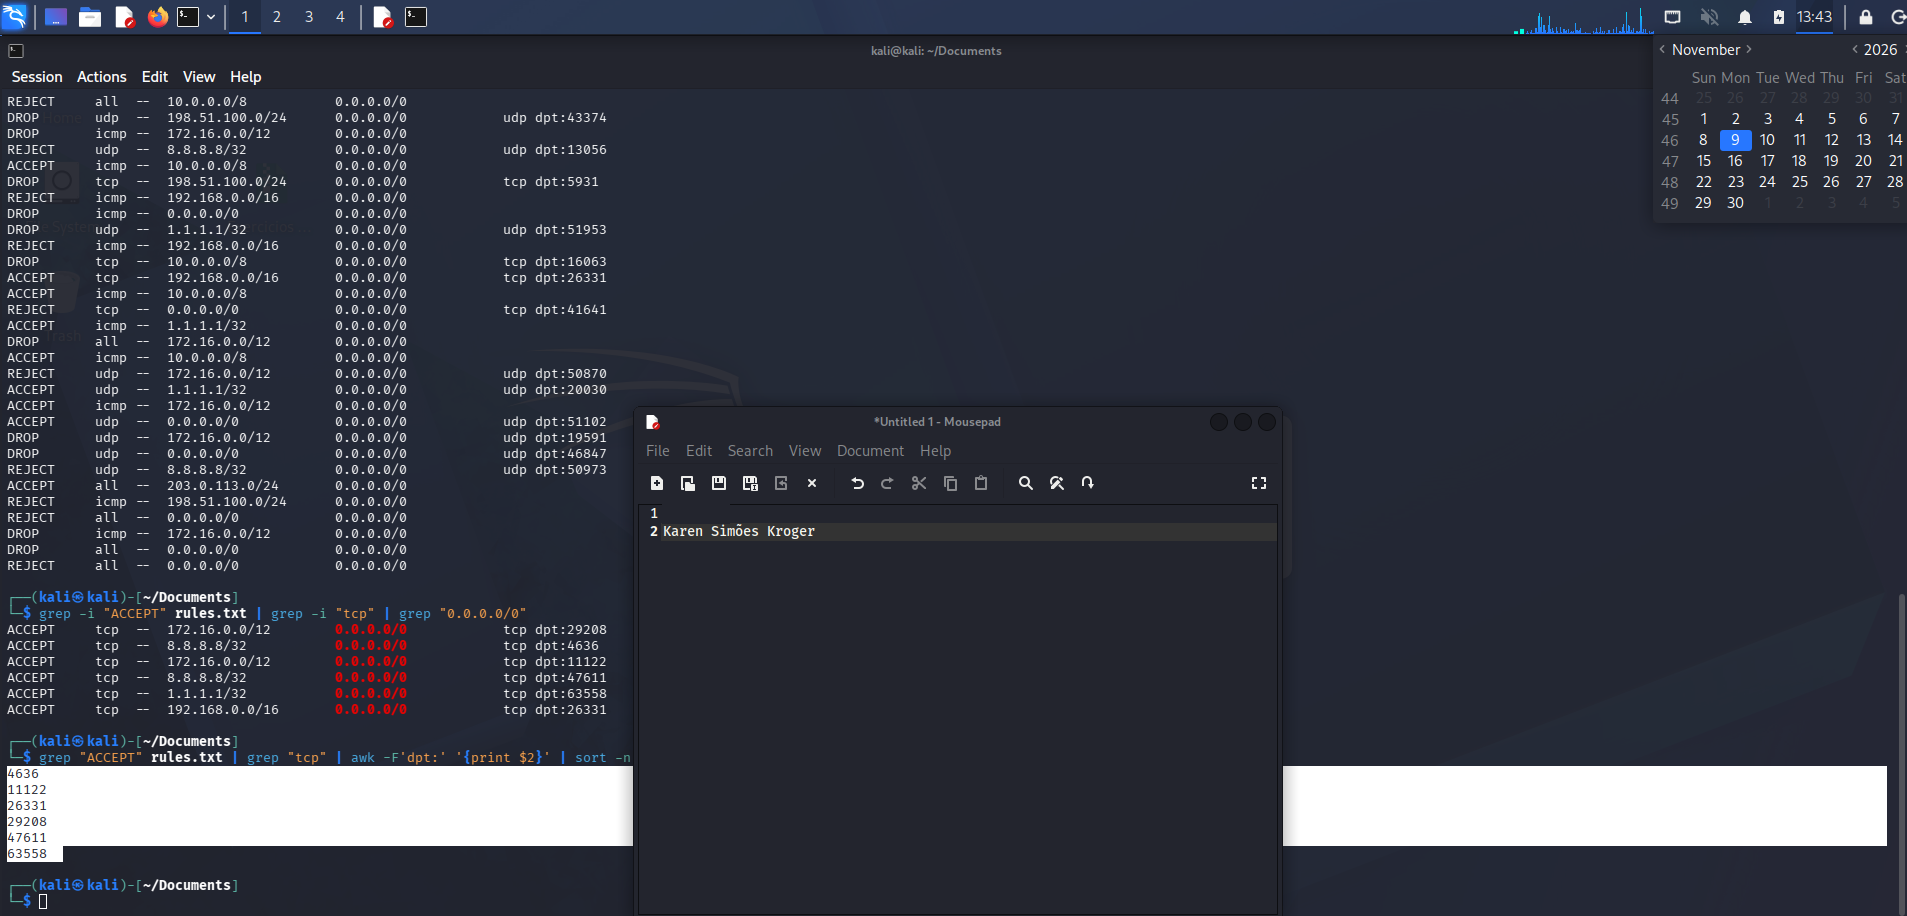 1 2 3 4 13:43
kali@kali: ~/Documents
Session Actions Edit View Help
November 2026
Sun Mon Tue Wed Thu Fri Sat
44 25 26 27 28 29 30 31
45 1 2 3 4 5 6 7
46 8 9 10 11 12 13 14
47 15 16 17 18 19 20 21
48 22 23 24 25 26 27 28
49 29 30 1 2 3 4 5
REJECT all -- 10.0.0.0/8 0.0.0.0/0
DROP udp -- 198.51.100.0/24 0.0.0.0/0 udp dpt:43374
DROP icmp -- 172.16.0.0/12 0.0.0.0/0
REJECT udp -- 8.8.8.8/32 0.0.0.0/0 udp dpt:13056
ACCEPT icmp -- 10.0.0.0/8 0.0.0.0/0
DROP tcp -- 198.51.100.0/24 0.0.0.0/0 tcp dpt:5931
REJECT icmp -- 192.168.0.0/16 0.0.0.0/0
DROP icmp -- 0.0.0.0/0 0.0.0.0/0
DROP udp -- 1.1.1.1/32 0.0.0.0/0 udp dpt:51953
REJECT icmp -- 192.168.0.0/16 0.0.0.0/0
DROP tcp -- 10.0.0.0/8 0.0.0.0/0 tcp dpt:16063
ACCEPT tcp -- 192.168.0.0/16 0.0.0.0/0 tcp dpt:26331
ACCEPT icmp -- 10.0.0.0/8 0.0.0.0/0
REJECT tcp -- 0.0.0.0/0 0.0.0.0/0 tcp dpt:41641
ACCEPT icmp -- 1.1.1.1/32 0.0.0.0/0
Trash
DROP all -- 172.16.0.0/12 0.0.0.0/0
ACCEPT icmp -- 10.0.0.0/8 0.0.0.0/0
REJECT udp -- 172.16.0.0/12 0.0.0.0/0 udp dpt:50870
ACCEPT udp -- 1.1.1.1/32 0.0.0.0/0 udp dpt:20030
ACCEPT icmp -- 172.16.0.0/12 0.0.0.0/0
ACCEPT udp -- 0.0.0.0/0 0.0.0.0/0 udp dpt:51102
DROP udp -- 172.16.0.0/12 0.0.0.0/0 udp dpt:19591
DROP udp -- 0.0.0.0/0 0.0.0.0/0 udp dpt:46847
REJECT udp -- 8.8.8.8/32 0.0.0.0/0 udp dpt:50973
ACCEPT all -- 203.0.113.0/24 0.0.0.0/0
REJECT icmp -- 198.51.100.0/24 0.0.0.0/0
REJECT all -- 0.0.0.0/0 0.0.0.0/0
DROP icmp -- 172.16.0.0/12 0.0.0.0/0
DROP all -- 0.0.0.0/0 0.0.0.0/0
REJECT all -- 0.0.0.0/0 0.0.0.0/0
┌──(kali㉿kali)-[~/Documents]
└─$ grep -i "ACCEPT" rules.txt | grep -i "tcp" | grep "0.0.0.0/0"
ACCEPT tcp -- 172.16.0.0/12 0.0.0.0/0 tcp dpt:29208
ACCEPT tcp -- 8.8.8.8/32 0.0.0.0/0 tcp dpt:4636
ACCEPT tcp -- 172.16.0.0/12 0.0.0.0/0 tcp dpt:11122
ACCEPT tcp -- 8.8.8.8/32 0.0.0.0/0 tcp dpt:47611
ACCEPT tcp -- 1.1.1.1/32 0.0.0.0/0 tcp dpt:63558
ACCEPT tcp -- 192.168.0.0/16 0.0.0.0/0 tcp dpt:26331
┌──(kali㉿kali)-[~/Documents]
└─$ grep "ACCEPT" rules.txt | grep "tcp" | awk -F'dpt:' '{print $2}' | sort -n
4636
11122
26331
29208
47611
63558
┌──(kali㉿kali)-[~/Documents]
└─$
*Untitled 1 - Mousepad
File Edit Search View Document Help
1
2 Karen Simões Kroger